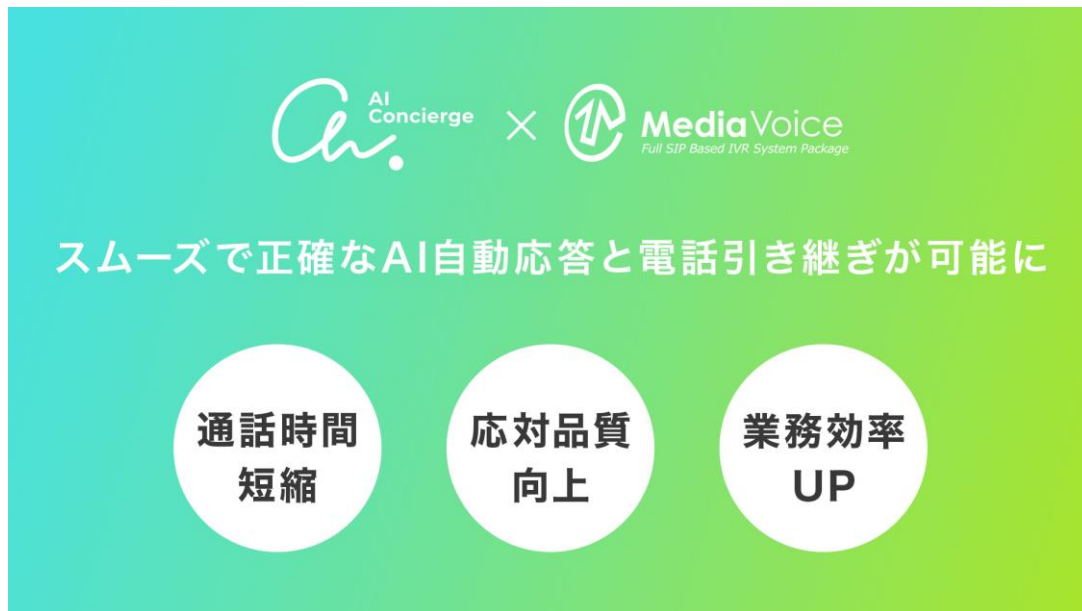 AI
Concierge
×
MediaVoice
Full SIP Based IVR System Package
スムーズで正確なAI自動応答と電話引き継ぎが可能に
通話時間
短縮
応対品質
向上
業務効率
UP